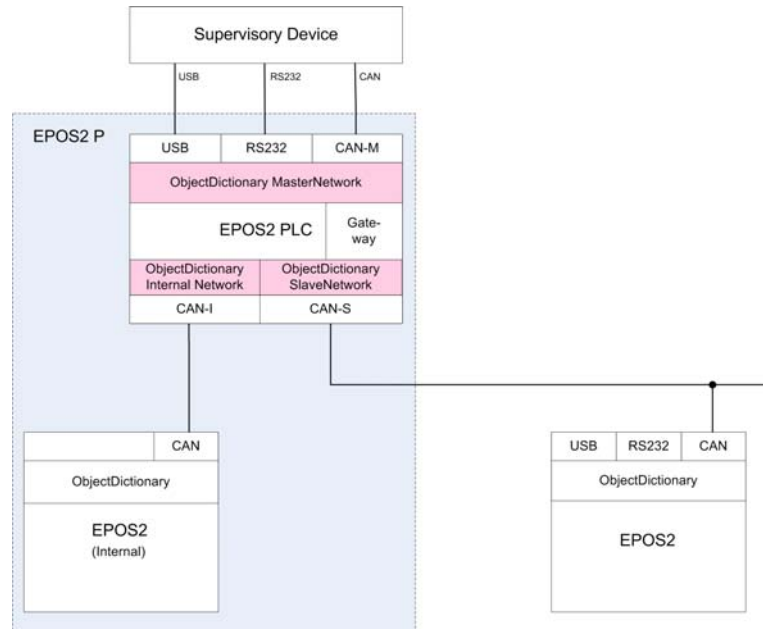 Supervisory Device
USB
RS232
CAN
EPOS2 P
USB
RS232
CAN-M
ObjectDictionary MasterNetwork
EPOS2 PLC
Gate-
way
ObjectDictionary
Internal Network
ObjectDictionary
SlaveNetwork
CAN-I
CAN-S
CAN
ObjectDictionary
EPOS2
(Internal)
USB
RS232
CAN
ObjectDictionary
EPOS2